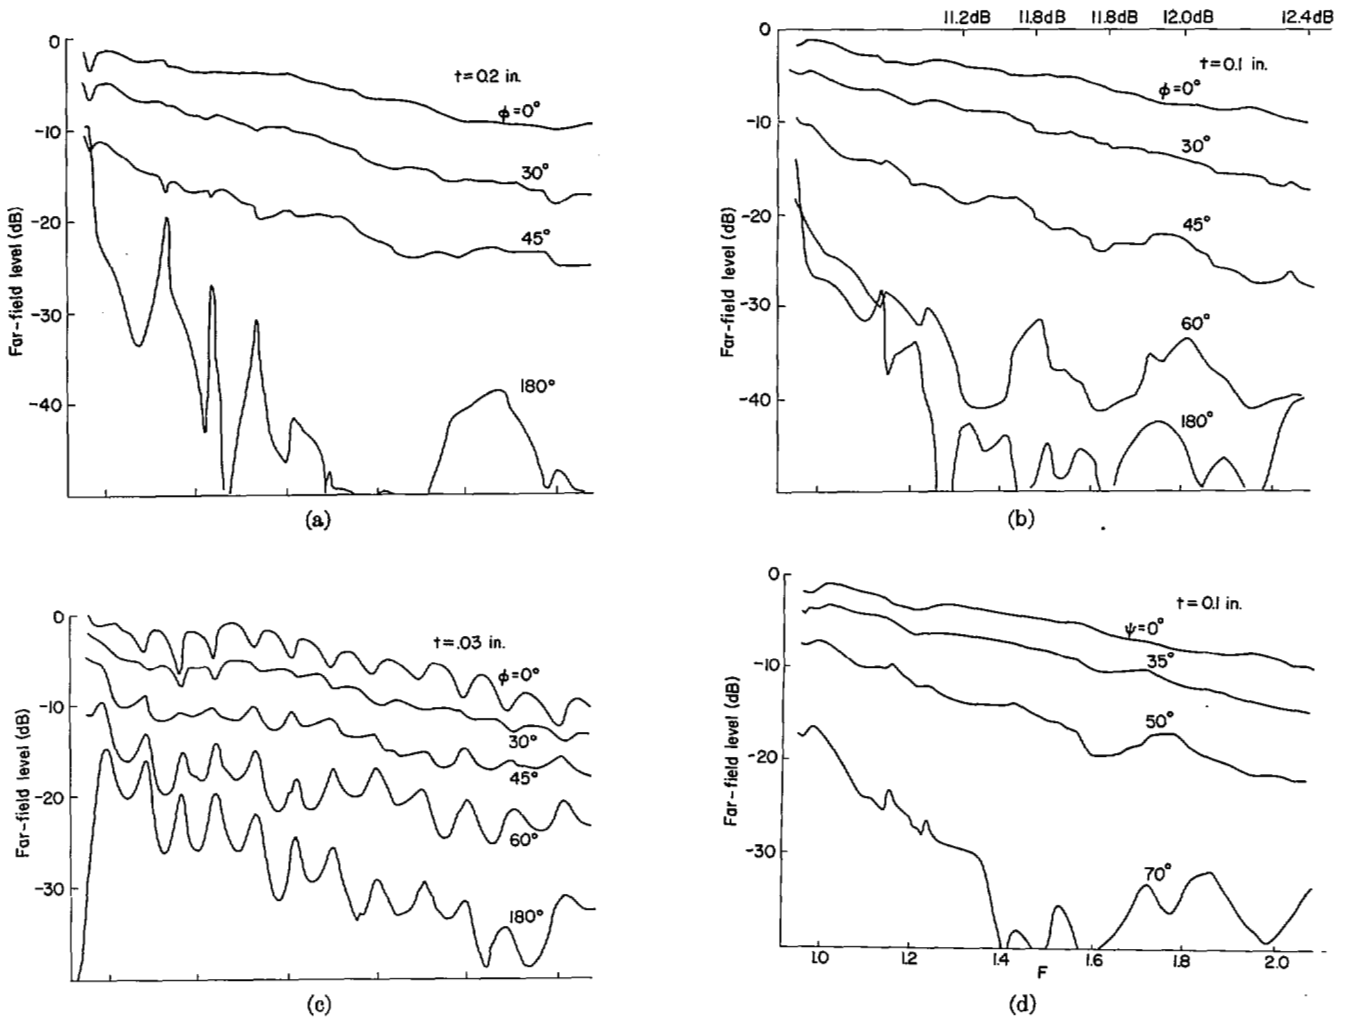 (a)
Far-field level (dB)
0
-10
-20
-30
-40
t=0.2 in.
ϕ=0°
30°
45°
180°
(b)
11.2dB 11.8dB 11.8dB 12.0dB 12.4dB
Far-field level (dB)
0
-10
-20
-30
-40
t=0.1 in.
ϕ=0°
30°
45°
60°
180°
(c)
Far-field level (dB)
0
-10
-20
-30
t=.03 in.
ϕ=0°
30°
45°
60°
180°
(d)
Far-field level (dB)
0
-10
-20
-30
t=0.1 in.
ψ=0°
35°
50°
70°
1.0 1.2 1.4 1.6 1.8 2.0
F